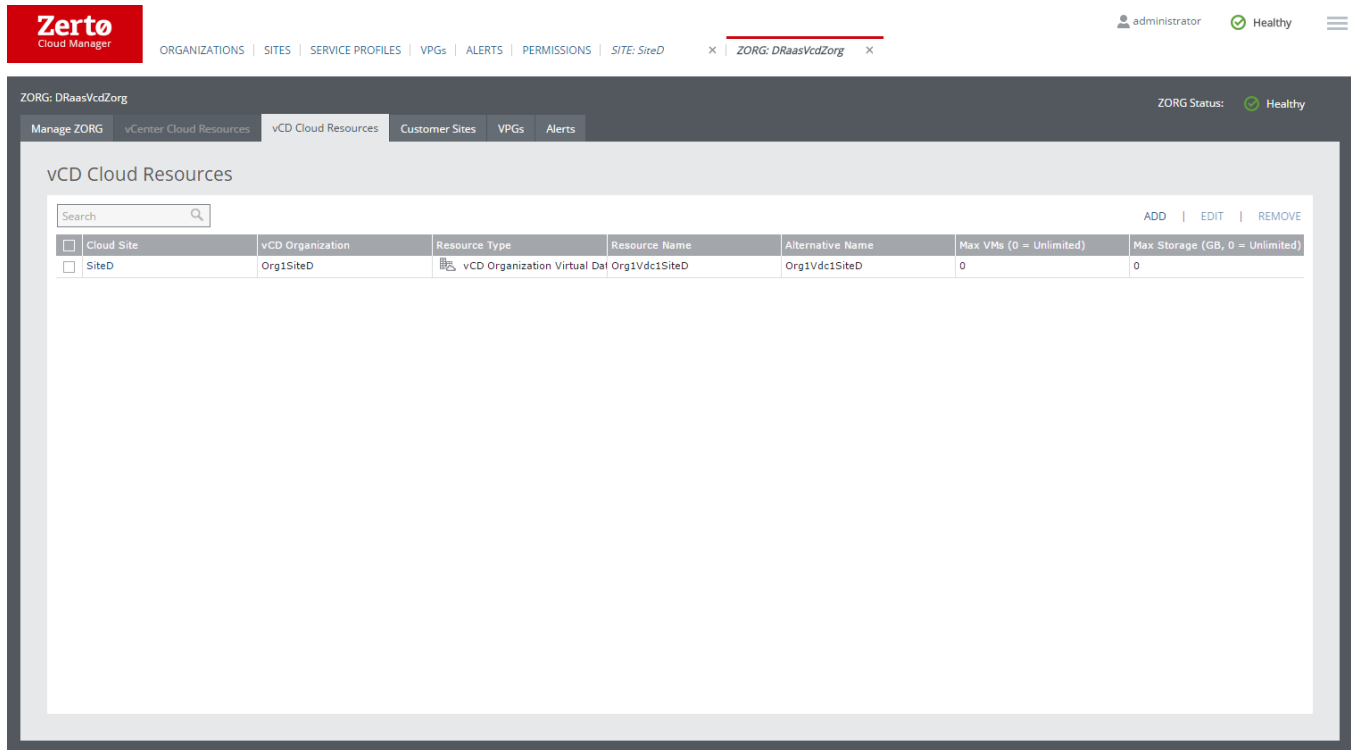 Zertø
Cloud Manager
administrator Healthy
ORGANIZATIONS | SITES | SERVICE PROFILES | VPGs | ALERTS | PERMISSIONS | SITE: SiteD × | ZORG: DRaasVcdZorg ×
ZORG: DRaasVcdZorg
ZORG Status: Healthy
Manage ZORG vCenter Cloud Resources vCD Cloud Resources Customer Sites VPGs Alerts
vCD Cloud Resources
Search
ADD | EDIT | REMOVE
Cloud Site vCD Organization Resource Type Resource Name Alternative Name Max VMs (0 = Unlimited) Max Storage (GB, 0 = Unlimited)
SiteD Org1SiteD vCD Organization Virtual Dat Org1Vdc1SiteD Org1Vdc1SiteD 0 0